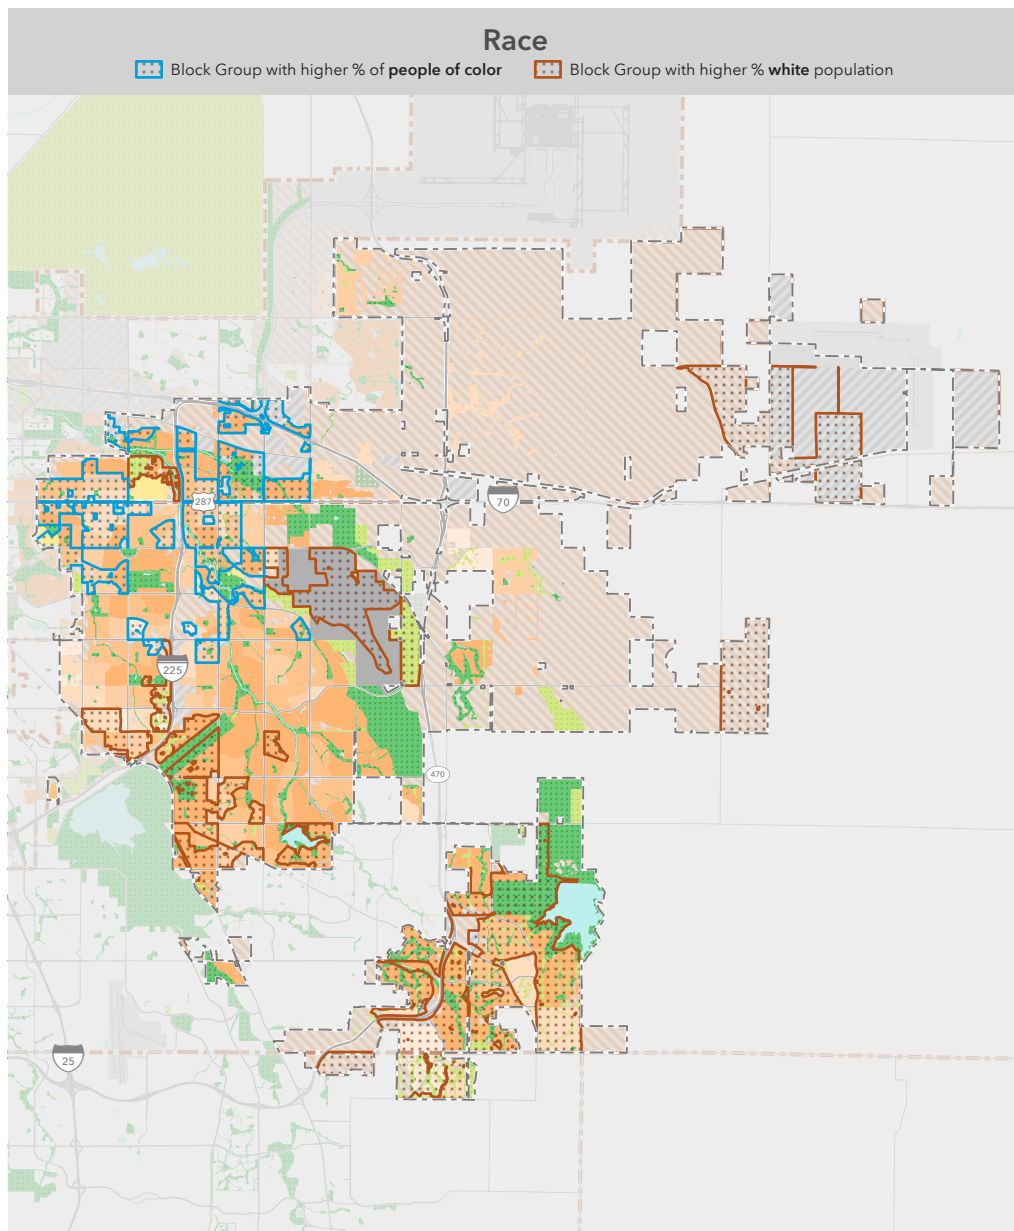 Race
Block Group with higher % of people of color
Block Group with higher % white population
287
70
225
470
25